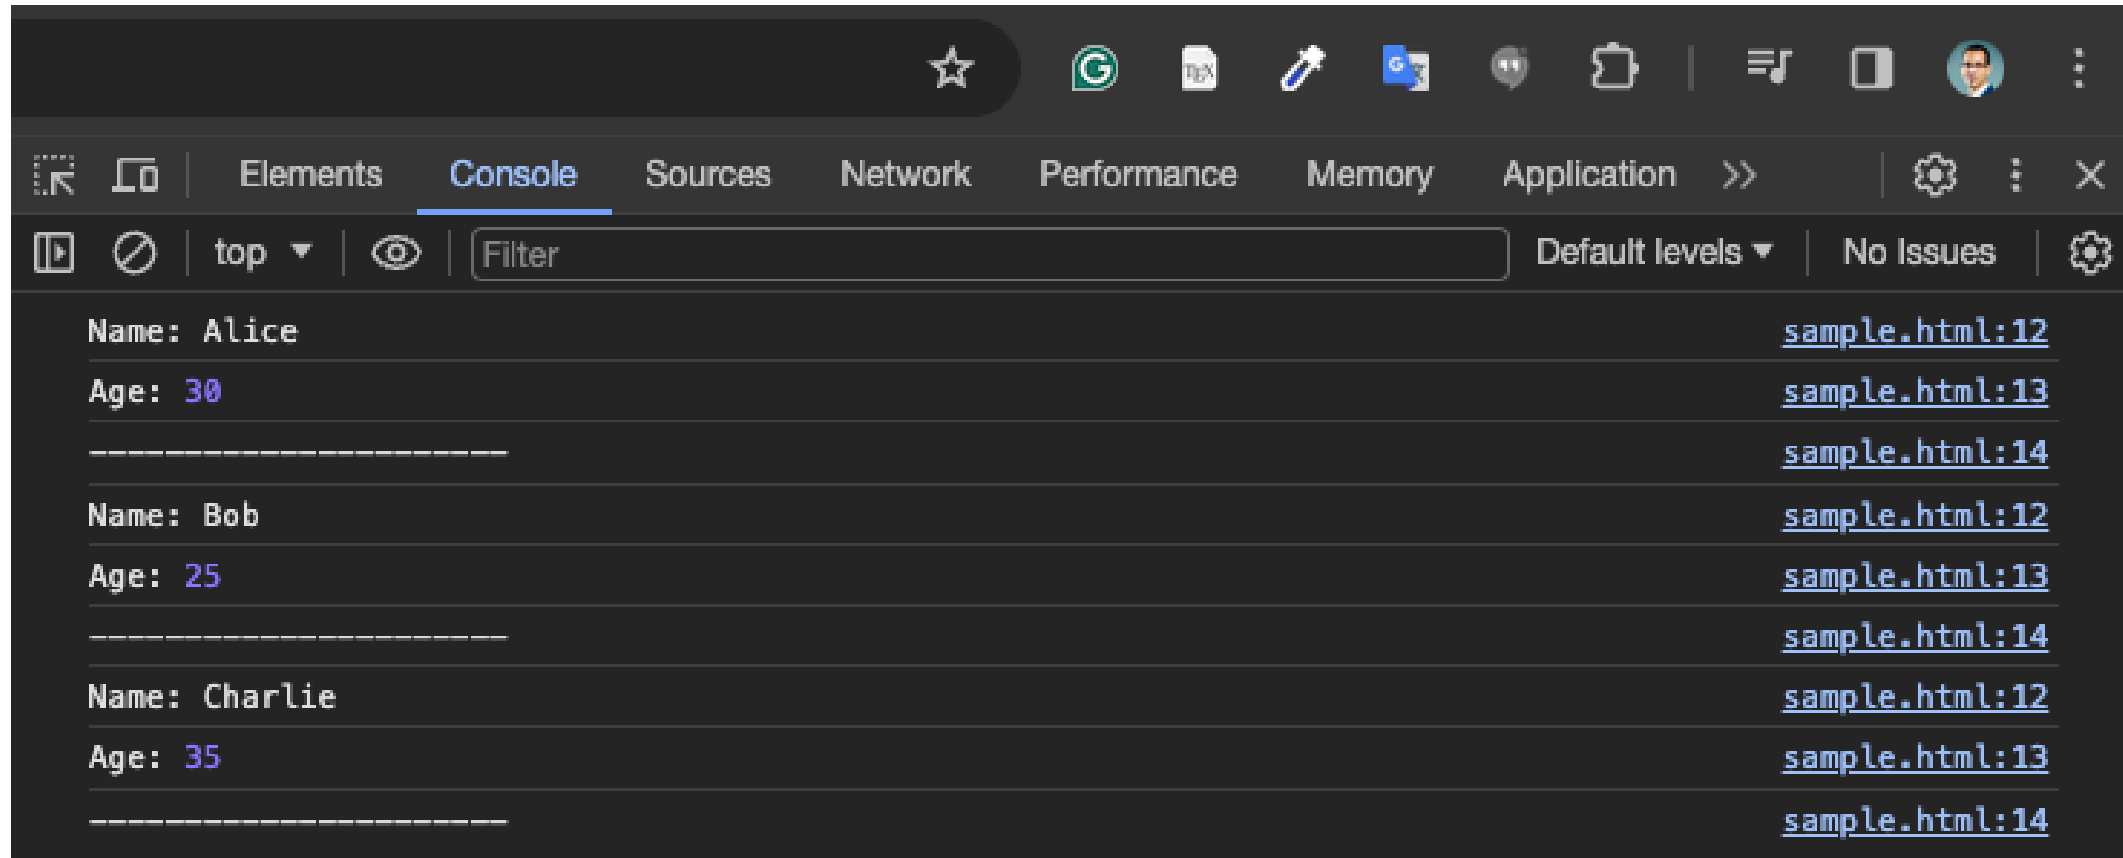 Elements Console Sources Network Performance Memory Application
top Filter Default levels No Issues
Name: Alice sample.html:12
Age: 30 sample.html:13
---------------------- sample.html:14
Name: Bob sample.html:12
Age: 25 sample.html:13
---------------------- sample.html:14
Name: Charlie sample.html:12
Age: 35 sample.html:13
---------------------- sample.html:14